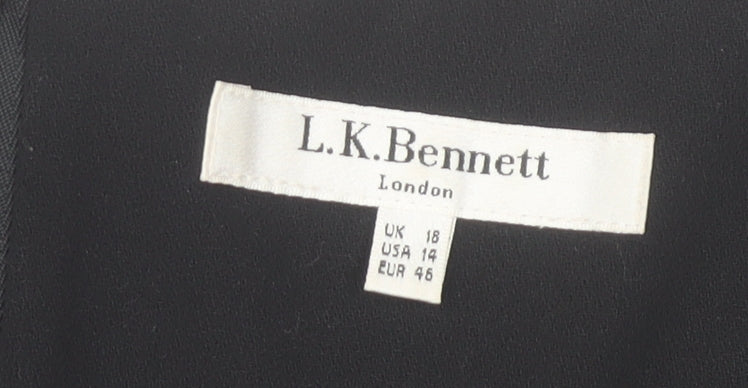 L.K.Bennett
London
UK 18
USA 14
EUR 46